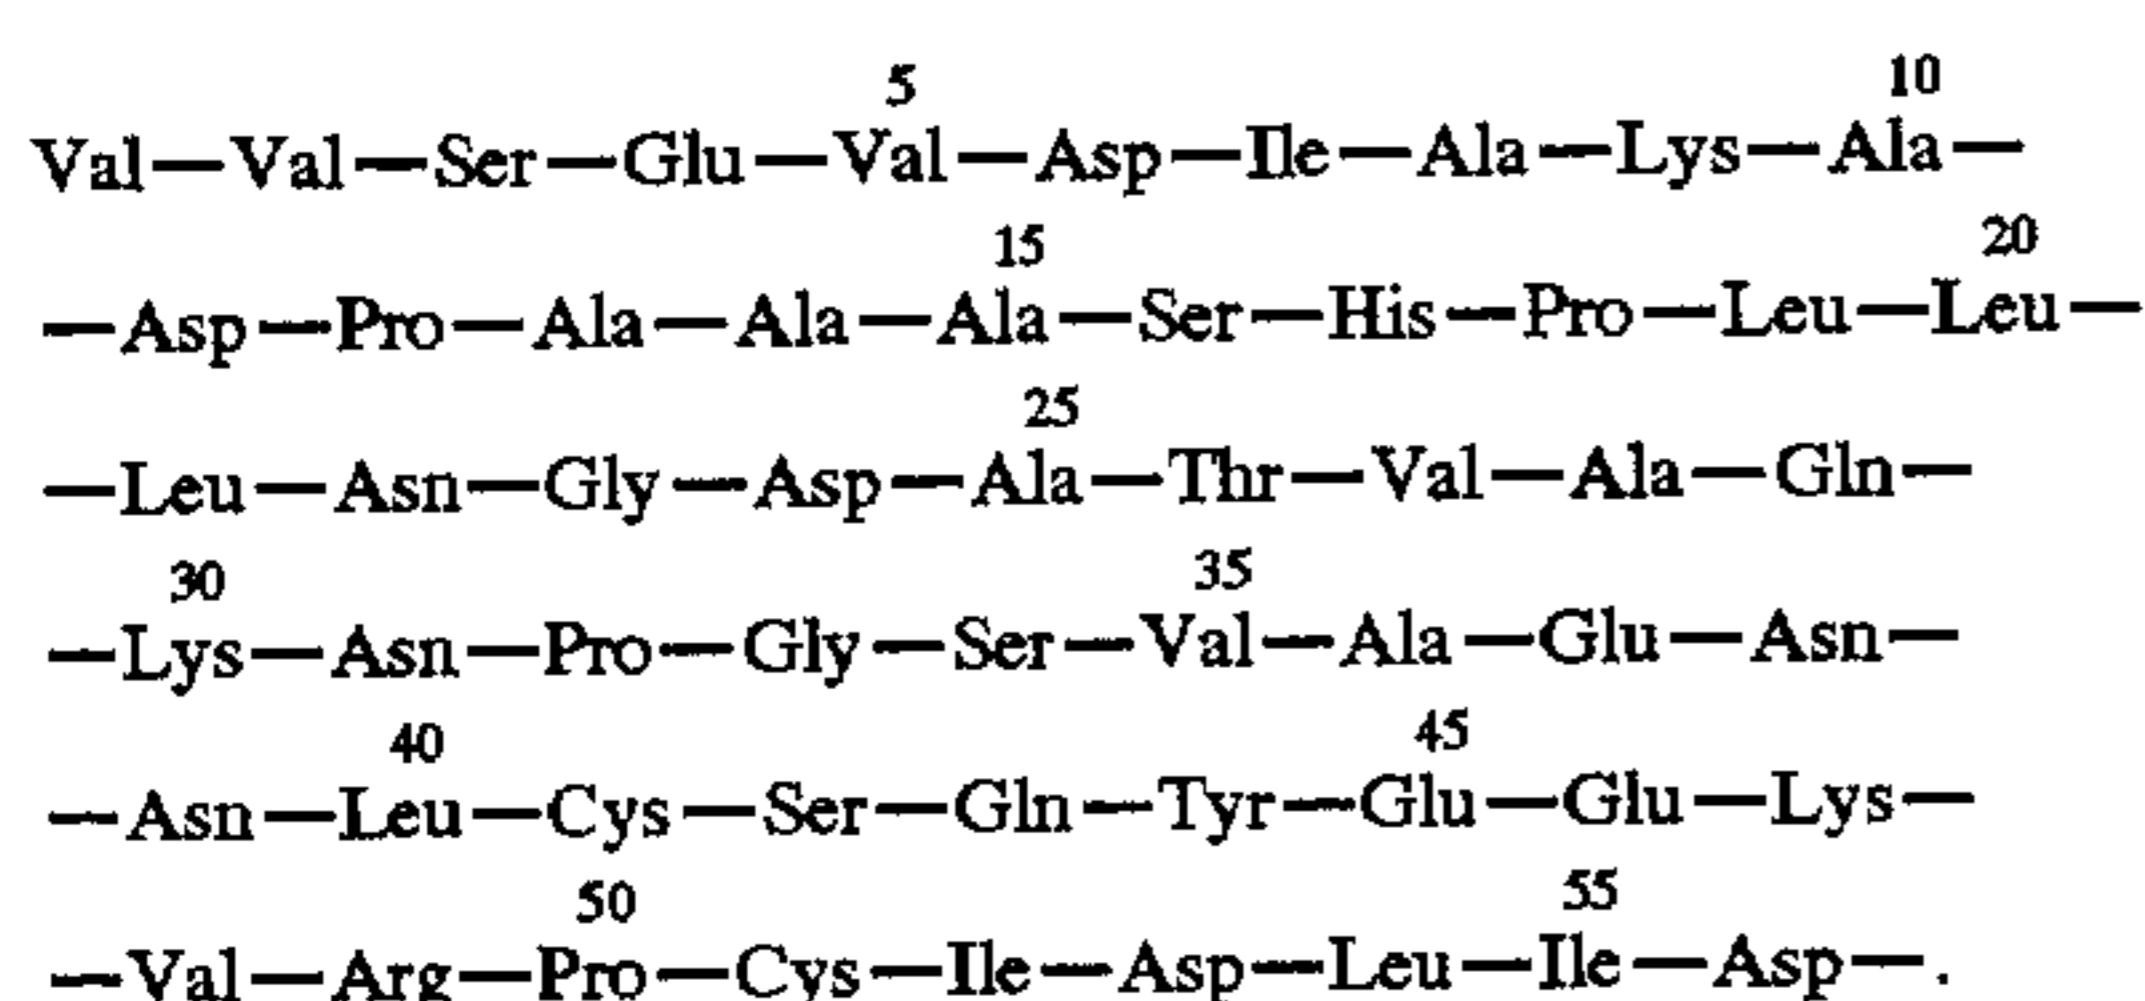 5 10
Val—Val—Ser—Glu—Val—Asp—Ile—Ala—Lys—Ala—
15 20
—Asp—Pro—Ala—Ala—Ala—Ser—His—Pro—Leu—Leu—
25
—Leu—Asn—Gly—Asp—Ala—Thr—Val—Ala—Gln—
30 35
—Lys—Asn—Pro—Gly—Ser—Val—Ala—Glu—Asn—
40 45
—Asn—Leu—Cys—Ser—Gln—Tyr—Glu—Glu—Lys—
50 55
—Val—Arg—Pro—Cys—Ile—Asp—Leu—Ile—Asp—.